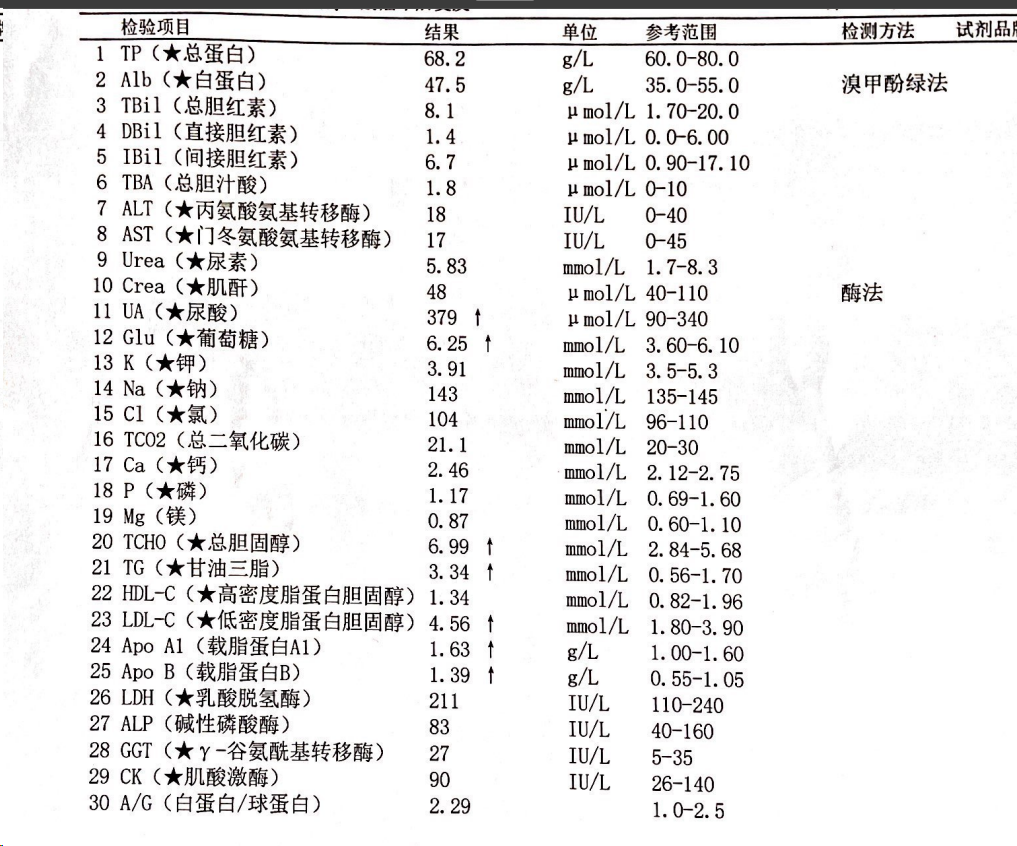 检验项目 结果 单位 参考范围 检测方法 试剂品牌
1 TP（★总蛋白） 68.2 g/L 60.0-80.0
2 Alb（★白蛋白） 47.5 g/L 35.0-55.0 溴甲酚绿法
3 TBil（总胆红素） 8.1 μmol/L 1.70-20.0
4 DBil（直接胆红素） 1.4 μmol/L 0.0-6.00
5 IBil（间接胆红素） 6.7 μmol/L 0.90-17.10
6 TBA（总胆汁酸） 1.8 μmol/L 0-10
7 ALT（★丙氨酸氨基转移酶） 18 IU/L 0-40
8 AST（★门冬氨酸氨基转移酶） 17 IU/L 0-45
9 Urea（★尿素） 5.83 mmol/L 1.7-8.3
10 Crea（★肌酐） 48 μmol/L 40-110 酶法
11 UA（★尿酸） 379 ↑ μmol/L 90-340
12 Glu（★葡萄糖） 6.25 ↑ mmol/L 3.60-6.10
13 K（★钾） 3.91 mmol/L 3.5-5.3
14 Na（★钠） 143 mmol/L 135-145
15 Cl（★氯） 104 mmol/L 96-110
16 TCO2（总二氧化碳） 21.1 mmol/L 20-30
17 Ca（★钙） 2.46 mmol/L 2.12-2.75
18 P（★磷） 1.17 mmol/L 0.69-1.60
19 Mg（镁） 0.87 mmol/L 0.60-1.10
20 TCHO（★总胆固醇） 6.99 ↑ mmol/L 2.84-5.68
21 TG（★甘油三脂） 3.34 ↑ mmol/L 0.56-1.70
22 HDL-C（★高密度脂蛋白胆固醇） 1.34 mmol/L 0.82-1.96
23 LDL-C（★低密度脂蛋白胆固醇） 4.56 ↑ mmol/L 1.80-3.90
24 Apo A1（载脂蛋白A1） 1.63 ↑ g/L 1.00-1.60
25 Apo B（载脂蛋白B） 1.39 ↑ g/L 0.55-1.05
26 LDH（★乳酸脱氢酶） 211 IU/L 110-240
27 ALP（碱性磷酸酶） 83 IU/L 40-160
28 GGT（★γ-谷氨酰基转移酶） 27 IU/L 5-35
29 CK（★肌酸激酶） 90 IU/L 26-140
30 A/G（白蛋白/球蛋白） 2.29 1.0-2.5